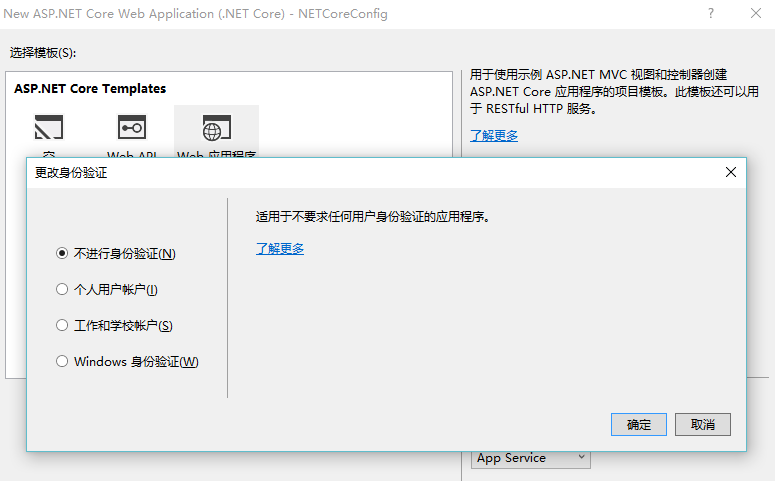 New ASP.NET Core Web Application (.NET Core) - NETCoreConfig
选择模板(S):
ASP.NET Core Templates
空
Web API
Web 应用程序
用于使用示例 ASP.NET MVC 视图和控制器创建
ASP.NET Core 应用程序的项目模板。此模板还可以用
于 RESTful HTTP 服务。
了解更多
更改身份验证
不进行身份验证(N)
个人用户帐户(I)
工作和学校帐户(S)
Windows 身份验证(W)
适用于不要求任何用户身份验证的应用程序。
了解更多
确定
取消
App Service